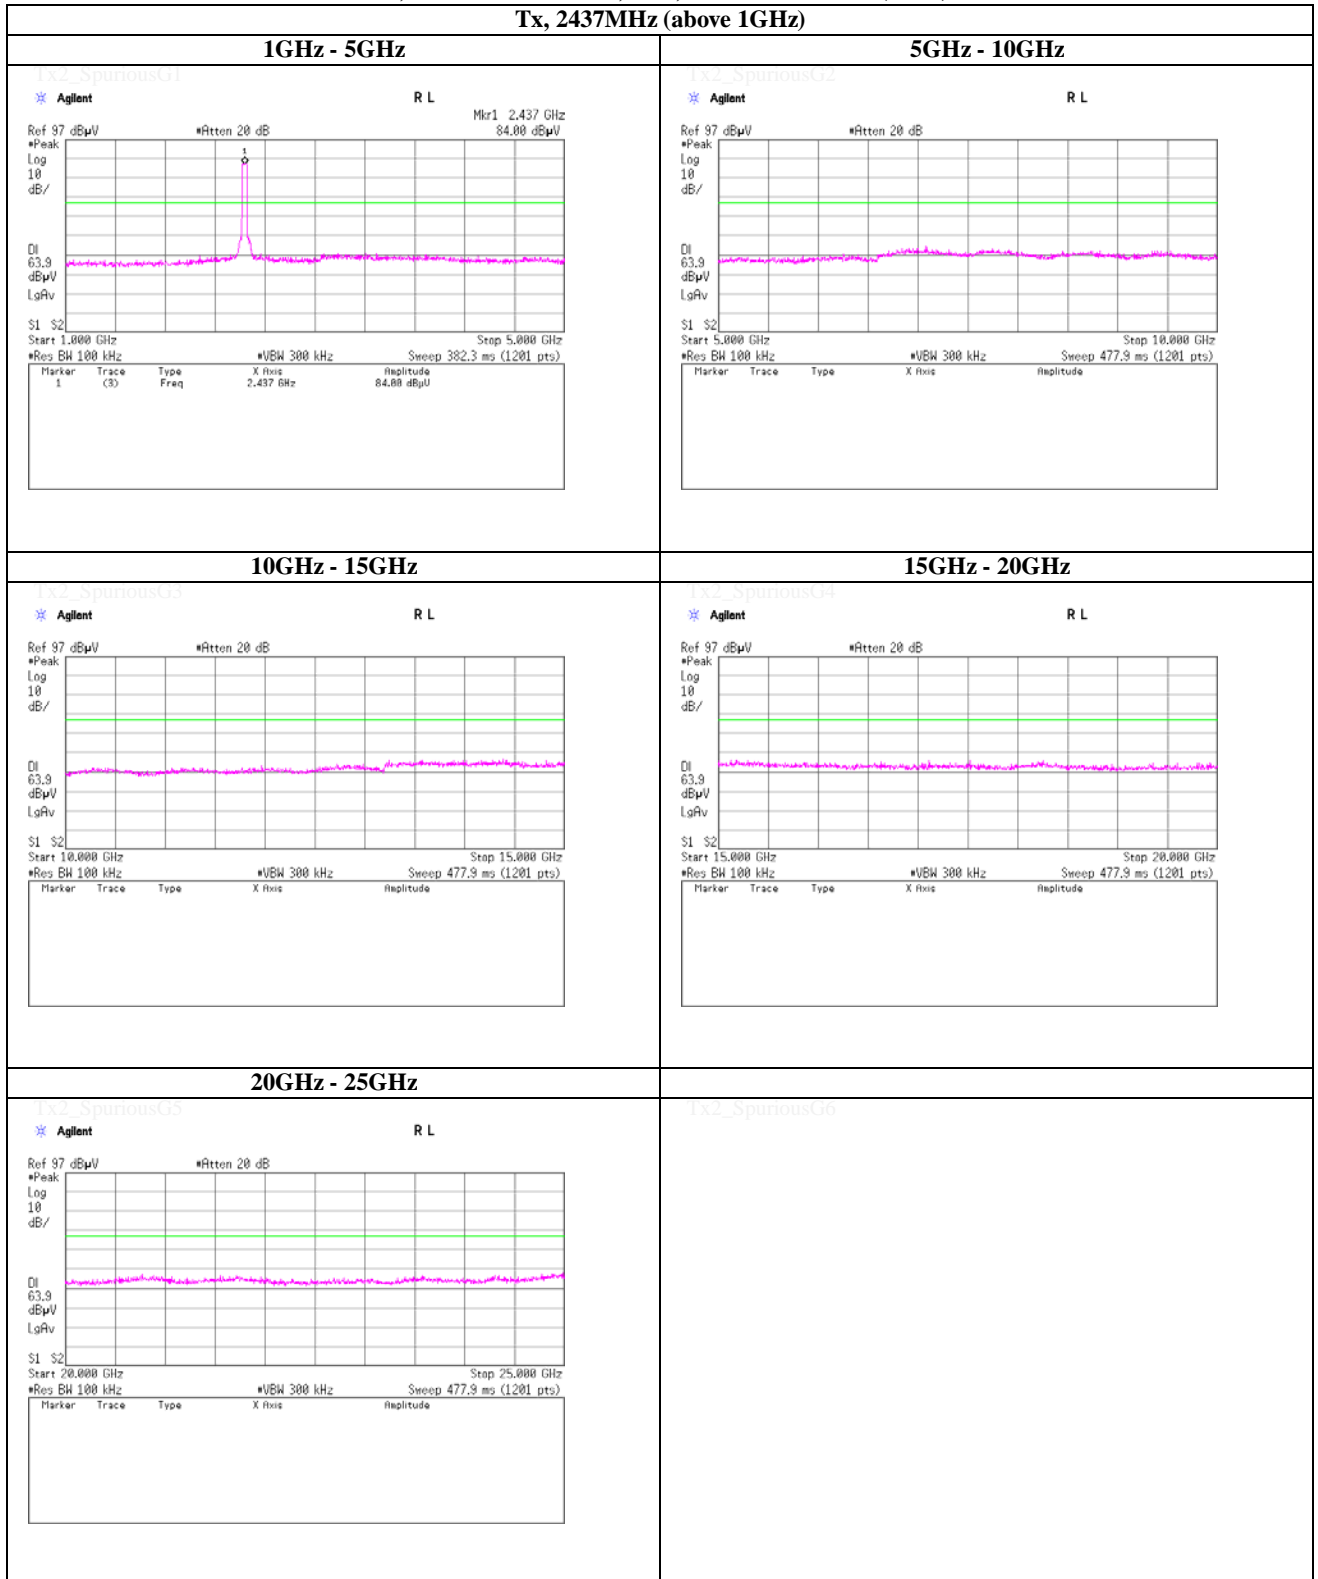 Tx, 2437MHz (above 1GHz)
1GHz - 5GHz
5GHz - 10GHz
Tx2_SpuriousG1
Agilent R L
Mkr1 2.437 GHz
Ref 97 dBµV #Atten 20 dB 84.00 dBµV
#Peak
Log
10
dB/
1
DI
63.9
dBµV
LgAv
S1 S2
Start 1.000 GHz Stop 5.000 GHz
#Res BW 100 kHz #VBW 300 kHz Sweep 382.3 ms (1201 pts)
Marker Trace Type X Axis Amplitude
1 (3) Freq 2.437 GHz 84.00 dBµV
Tx2_SpuriousG2
Agilent R L
Ref 97 dBµV #Atten 20 dB
#Peak
Log
10
dB/
DI
63.9
dBµV
LgAv
S1 S2
Start 5.000 GHz Stop 10.000 GHz
#Res BW 100 kHz #VBW 300 kHz Sweep 477.9 ms (1201 pts)
Marker Trace Type X Axis Amplitude
10GHz - 15GHz
15GHz - 20GHz
Tx2_SpuriousG3
Agilent R L
Ref 97 dBµV #Atten 20 dB
#Peak
Log
10
dB/
DI
63.9
dBµV
LgAv
S1 S2
Start 10.000 GHz Stop 15.000 GHz
#Res BW 100 kHz #VBW 300 kHz Sweep 477.9 ms (1201 pts)
Marker Trace Type X Axis Amplitude
Tx2_SpuriousG4
Agilent R L
Ref 97 dBµV #Atten 20 dB
#Peak
Log
10
dB/
DI
63.9
dBµV
LgAv
S1 S2
Start 15.000 GHz Stop 20.000 GHz
#Res BW 100 kHz #VBW 300 kHz Sweep 477.9 ms (1201 pts)
Marker Trace Type X Axis Amplitude
20GHz - 25GHz
Tx2_SpuriousG5
Agilent R L
Ref 97 dBµV #Atten 20 dB
#Peak
Log
10
dB/
DI
63.9
dBµV
LgAv
S1 S2
Start 20.000 GHz Stop 25.000 GHz
#Res BW 100 kHz #VBW 300 kHz Sweep 477.9 ms (1201 pts)
Marker Trace Type X Axis Amplitude
Tx2_SpuriousG6